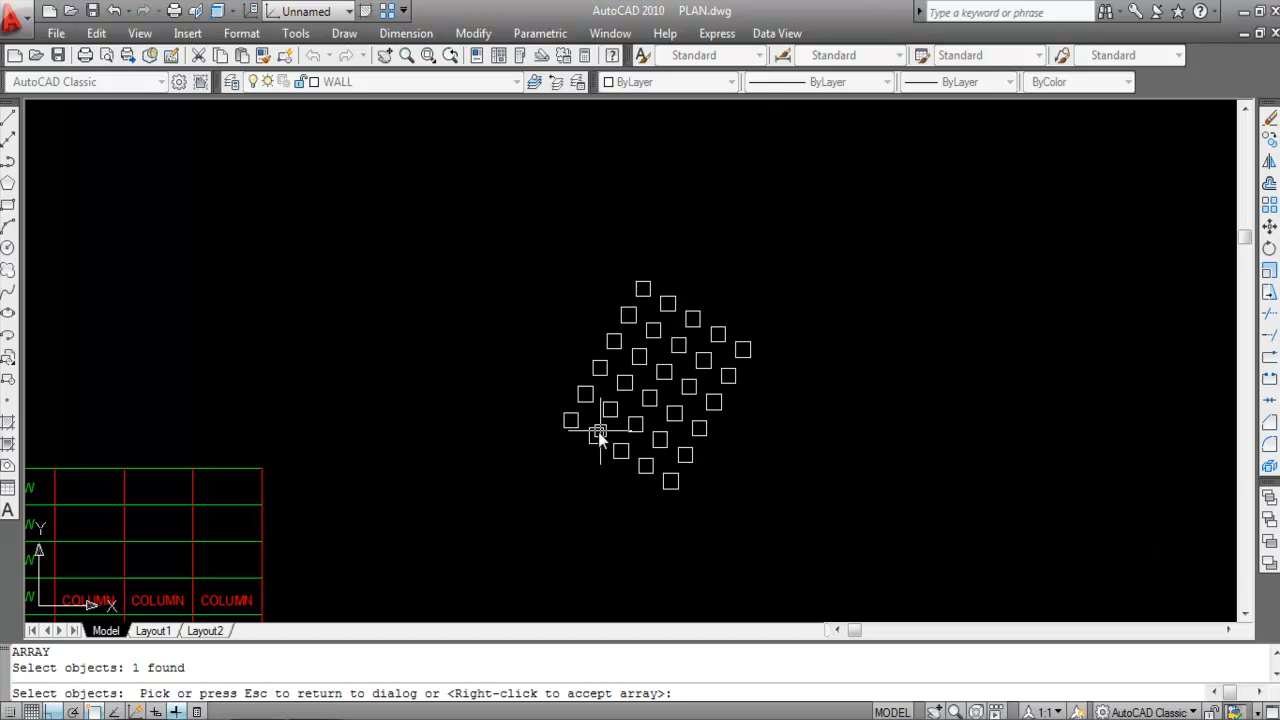 Unnamed
AutoCAD 2010 PLAN.dwg
Type a keyword or phrase
File Edit View Insert Format Tools Draw Dimension Modify Parametric Window Help Express Data View
Standard Standard Standard Standard
AutoCAD Classic WALL ByLayer ByLayer ByLayer ByColor
W
W
Y
W
W COLUMN COLUMN COLUMN
X
Model Layout1 Layout2
ARRAY
Select objects: 1 found
Select objects: Pick or press Esc to return to dialog or <Right-click to accept array>:
MODEL 1:1 AutoCAD Classic